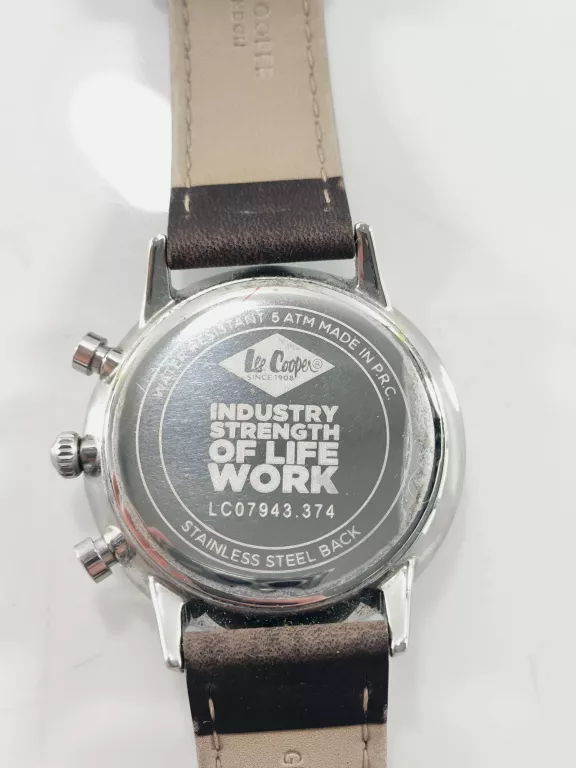 WATER RESISTANT 5 ATM MADE IN P.R.C.
Lee Cooper®
SINCE 1908
INDUSTRY
STRENGTH
OF LIFE
WORK
LC07943.374
STAINLESS STEEL BACK
G